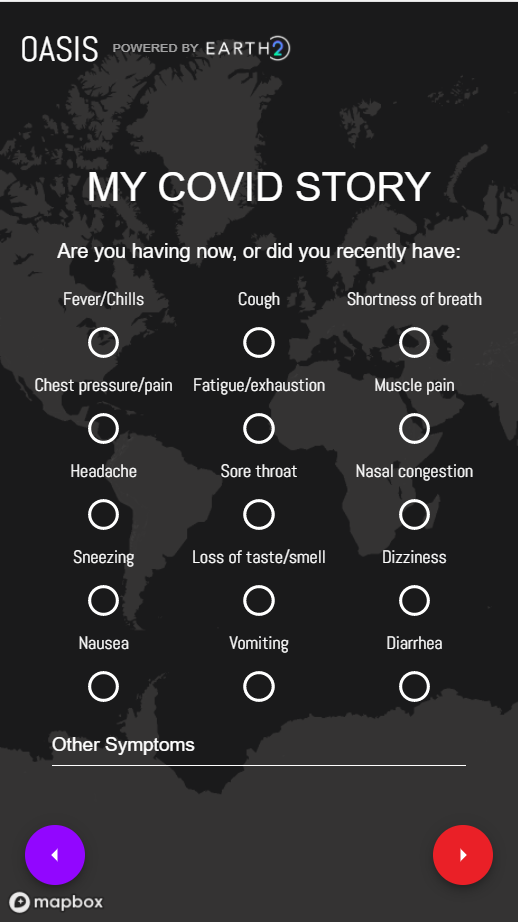 OASIS POWERED BY EARTH2
MY COVID STORY
Are you having now, or did you recently have:
Fever/Chills Cough Shortness of breath
Chest pressure/pain Fatigue/exhaustion Muscle pain
Headache Sore throat Nasal congestion
Sneezing Loss of taste/smell Dizziness
Nausea Vomiting Diarrhea
Other Symptoms
mapbox